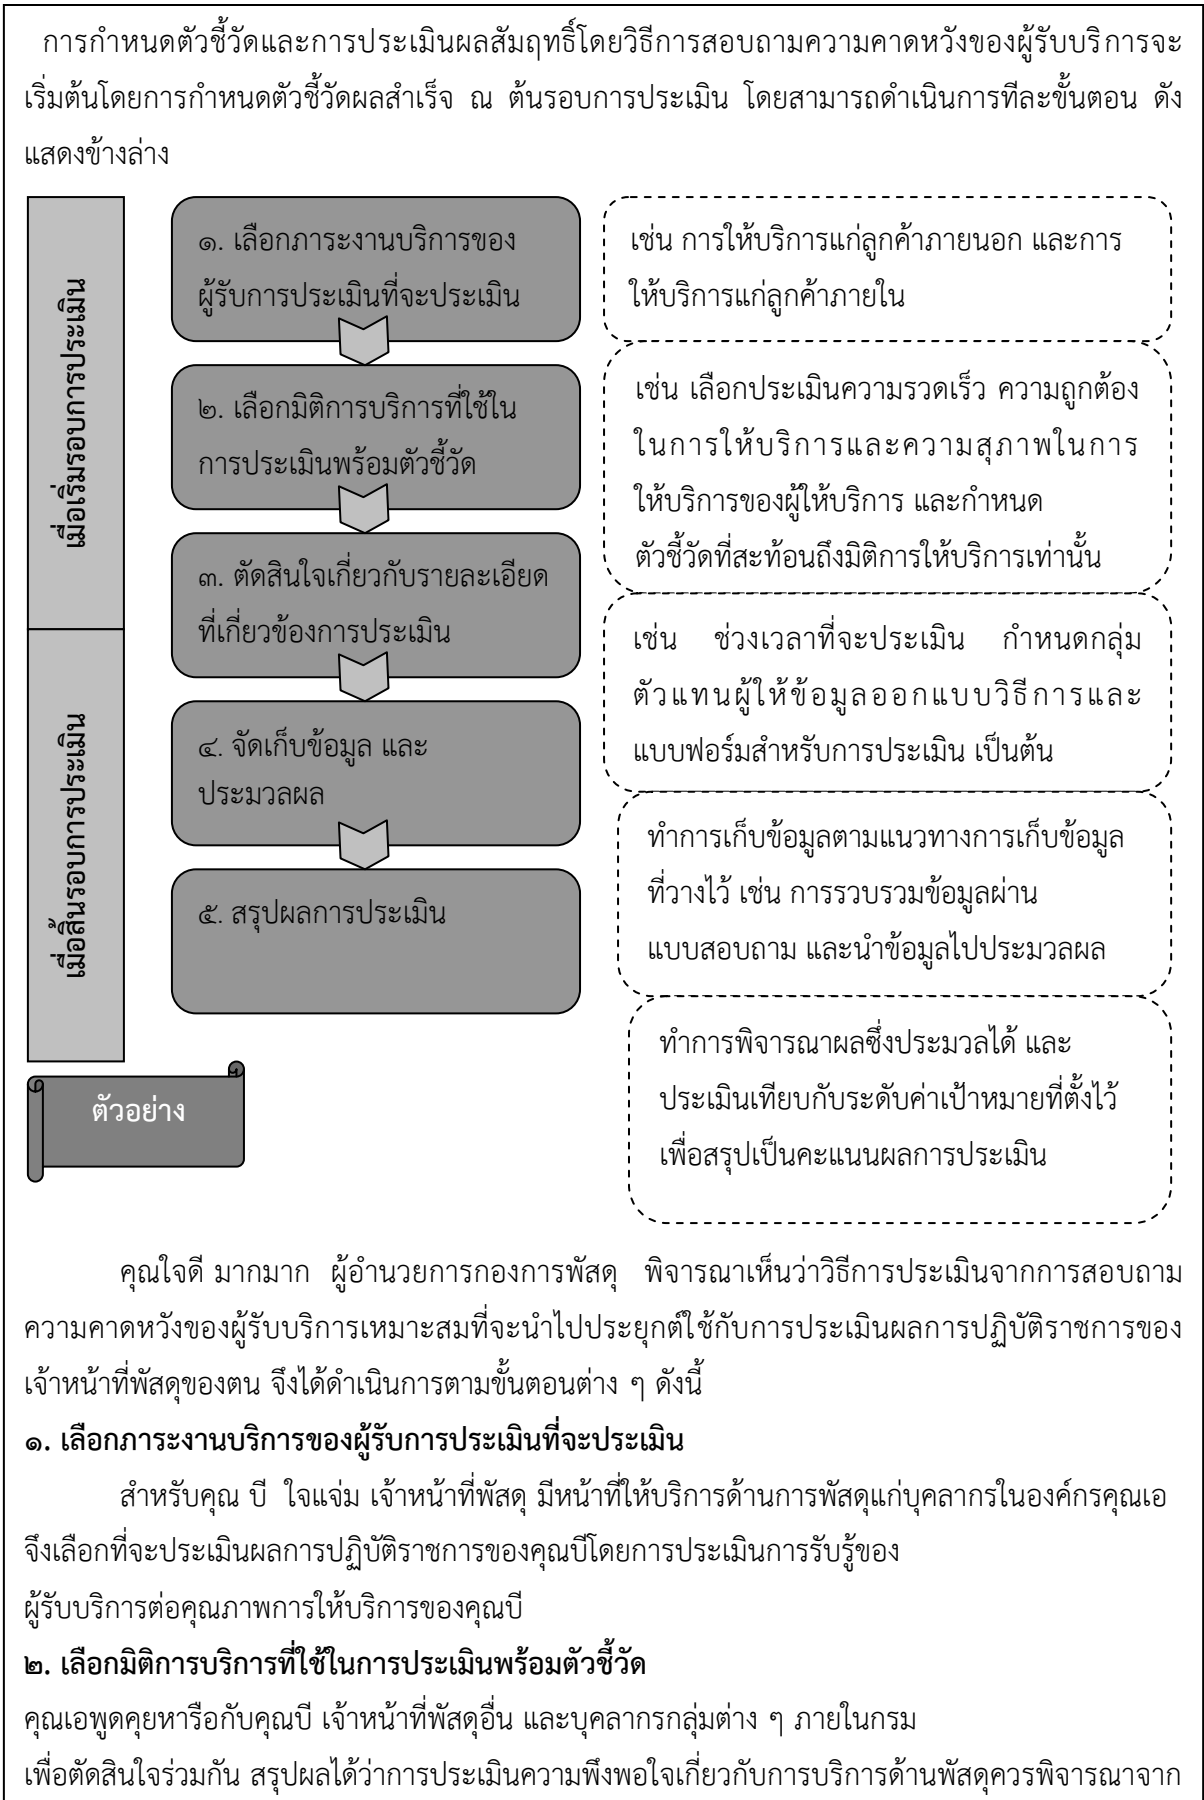 การกำหนดตัวชี้วัดและการประเมินผลสัมฤทธิ์โดยวิธีการสอบถามความคาดหวังของผู้รับบริการจะ
เริ่มต้นโดยการกำหนดตัวชี้วัดผลสำเร็จ ณ ต้นรอบการประเมิน โดยสามารถดำเนินการทีละขั้นตอน ดัง
แสดงข้างล่าง
เมื่อเริ่มรอบการประเมิน
๑. เลือกภาระงานบริการของ
ผู้รับการประเมินที่จะประเมิน
เช่น การให้บริการแก่ลูกค้าภายนอก และการ
ให้บริการแก่ลูกค้าภายใน
๒. เลือกมิติการบริการที่ใช้ใน
การประเมินพร้อมตัวชี้วัด
เช่น เลือกประเมินความรวดเร็ว ความถูกต้อง
ในการให้บริการและความสุภาพในการ
ให้บริการของผู้ให้บริการ และกำหนด
ตัวชี้วัดที่สะท้อนถึงมิติการให้บริการเท่านั้น
๓. ตัดสินใจเกี่ยวกับรายละเอียด
ที่เกี่ยวข้องการประเมิน
เช่น ช่วงเวลาที่จะประเมิน กำหนดกลุ่ม
ตัวแทนผู้ให้ข้อมูลออกแบบวิธีการและ
แบบฟอร์มสำหรับการประเมิน เป็นต้น
เมื่อสิ้นรอบการประเมิน
๔. จัดเก็บข้อมูล และ
ประมวลผล
ทำการเก็บข้อมูลตามแนวทางการเก็บข้อมูล
ที่วางไว้ เช่น การรวบรวมข้อมูลผ่าน
แบบสอบถาม และนำข้อมูลไปประมวลผล
๕. สรุปผลการประเมิน
ทำการพิจารณาผลซึ่งประมวลได้ และ
ประเมินเทียบกับระดับค่าเป้าหมายที่ตั้งไว้
เพื่อสรุปเป็นคะแนนผลการประเมิน
ตัวอย่าง
คุณใจดี มากมาก ผู้อำนวยการกองการพัสดุ พิจารณาเห็นว่าวิธีการประเมินจากการสอบถาม
ความคาดหวังของผู้รับบริการเหมาะสมที่จะนำไปประยุกต์ใช้กับการประเมินผลการปฏิบัติราชการของ
เจ้าหน้าที่พัสดุของตน จึงได้ดำเนินการตามขั้นตอนต่าง ๆ ดังนี้
๑. เลือกภาระงานบริการของผู้รับการประเมินที่จะประเมิน
สำหรับคุณ บี ใจแจ่ม เจ้าหน้าที่พัสดุ มีหน้าที่ให้บริการด้านการพัสดุแก่บุคลากรในองค์กรคุณเอ
จึงเลือกที่จะประเมินผลการปฏิบัติราชการของคุณบีโดยการประเมินการรับรู้ของ
ผู้รับบริการต่อคุณภาพการให้บริการของคุณบี
๒. เลือกมิติการบริการที่ใช้ในการประเมินพร้อมตัวชี้วัด
คุณเอพูดคุยหารือกับคุณบี เจ้าหน้าที่พัสดุอื่น และบุคลากรกลุ่มต่าง ๆ ภายในกรม
เพื่อตัดสินใจร่วมกัน สรุปผลได้ว่าการประเมินความพึงพอใจเกี่ยวกับการบริการด้านพัสดุควรพิจารณาจาก